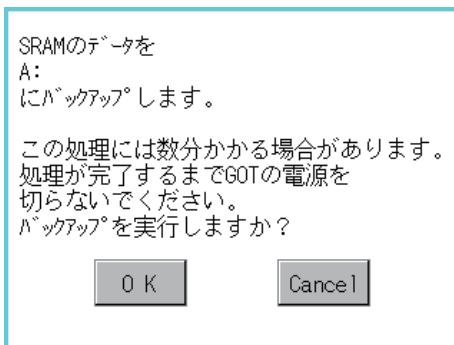 SRAMのﾃﾞｰﾀを
A:
にﾊﾞｯｸｱｯﾌﾟします。
この処理には数分かかる場合があります。
処理が完了するまでGOTの電源を
切らないでください。
ﾊﾞｯｸｱｯﾌﾟを実行しますか？
OK
Cancel